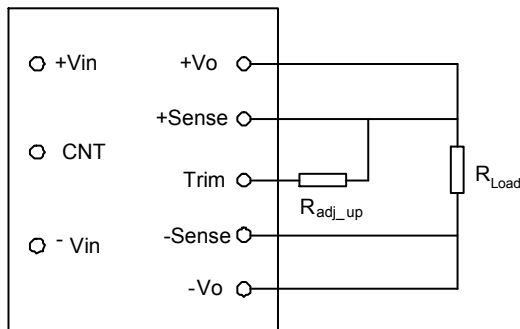 +Vin
+Vo
+Sense
CNT
Trim
R_Load
R_adj_up
-Sense
- Vin
-Vo